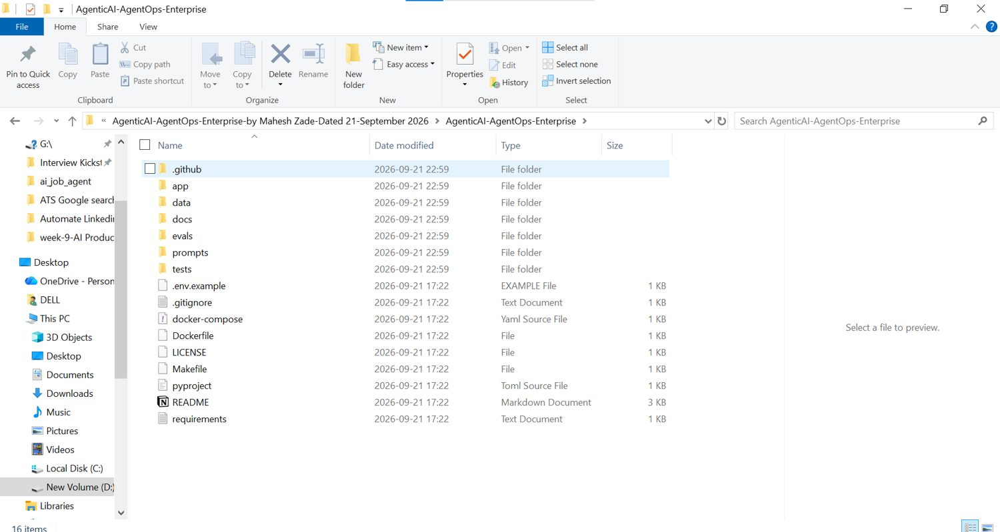 AgenticAI-AgentOps-Enterprise
File Home Share View
Pin to Quick access
Copy
Paste
Cut
Copy path
Paste shortcut
Clipboard
Move to
Copy to
Delete
Rename
Organize
New folder
New item
Easy access
New
Properties
Open
Edit
History
Open
Select all
Select none
Invert selection
Select
« AgenticAI-AgentOps-Enterprise-by Mahesh Zade-Dated 21-September 2026 > AgenticAI-AgentOps-Enterprise >
Search AgenticAI-AgentOps-Enterprise
G:\
Interview Kickst
ai_job_agent
ATS Google search
Automate Linkedin
week-9-AI Produc
Desktop
OneDrive - Person
DELL
This PC
3D Objects
Desktop
Documents
Downloads
Music
Pictures
Videos
Local Disk (C:)
New Volume (D:)
Libraries
Name Date modified Type Size
.github 2026-09-21 22:59 File folder
app 2026-09-21 22:59 File folder
data 2026-09-21 22:59 File folder
docs 2026-09-21 22:59 File folder
evals 2026-09-21 22:59 File folder
prompts 2026-09-21 22:59 File folder
tests 2026-09-21 22:59 File folder
.env.example 2026-09-21 17:22 EXAMPLE File 1 KB
.gitignore 2026-09-21 17:22 Text Document 1 KB
docker-compose 2026-09-21 17:22 Yaml Source File 1 KB
Dockerfile 2026-09-21 17:22 File 1 KB
LICENSE 2026-09-21 17:22 File 1 KB
Makefile 2026-09-21 17:22 File 1 KB
pyproject 2026-09-21 17:22 Toml Source File 1 KB
README 2026-09-21 17:22 Markdown Document 3 KB
requirements 2026-09-21 17:22 Text Document 1 KB
Select a file to preview.
16 items